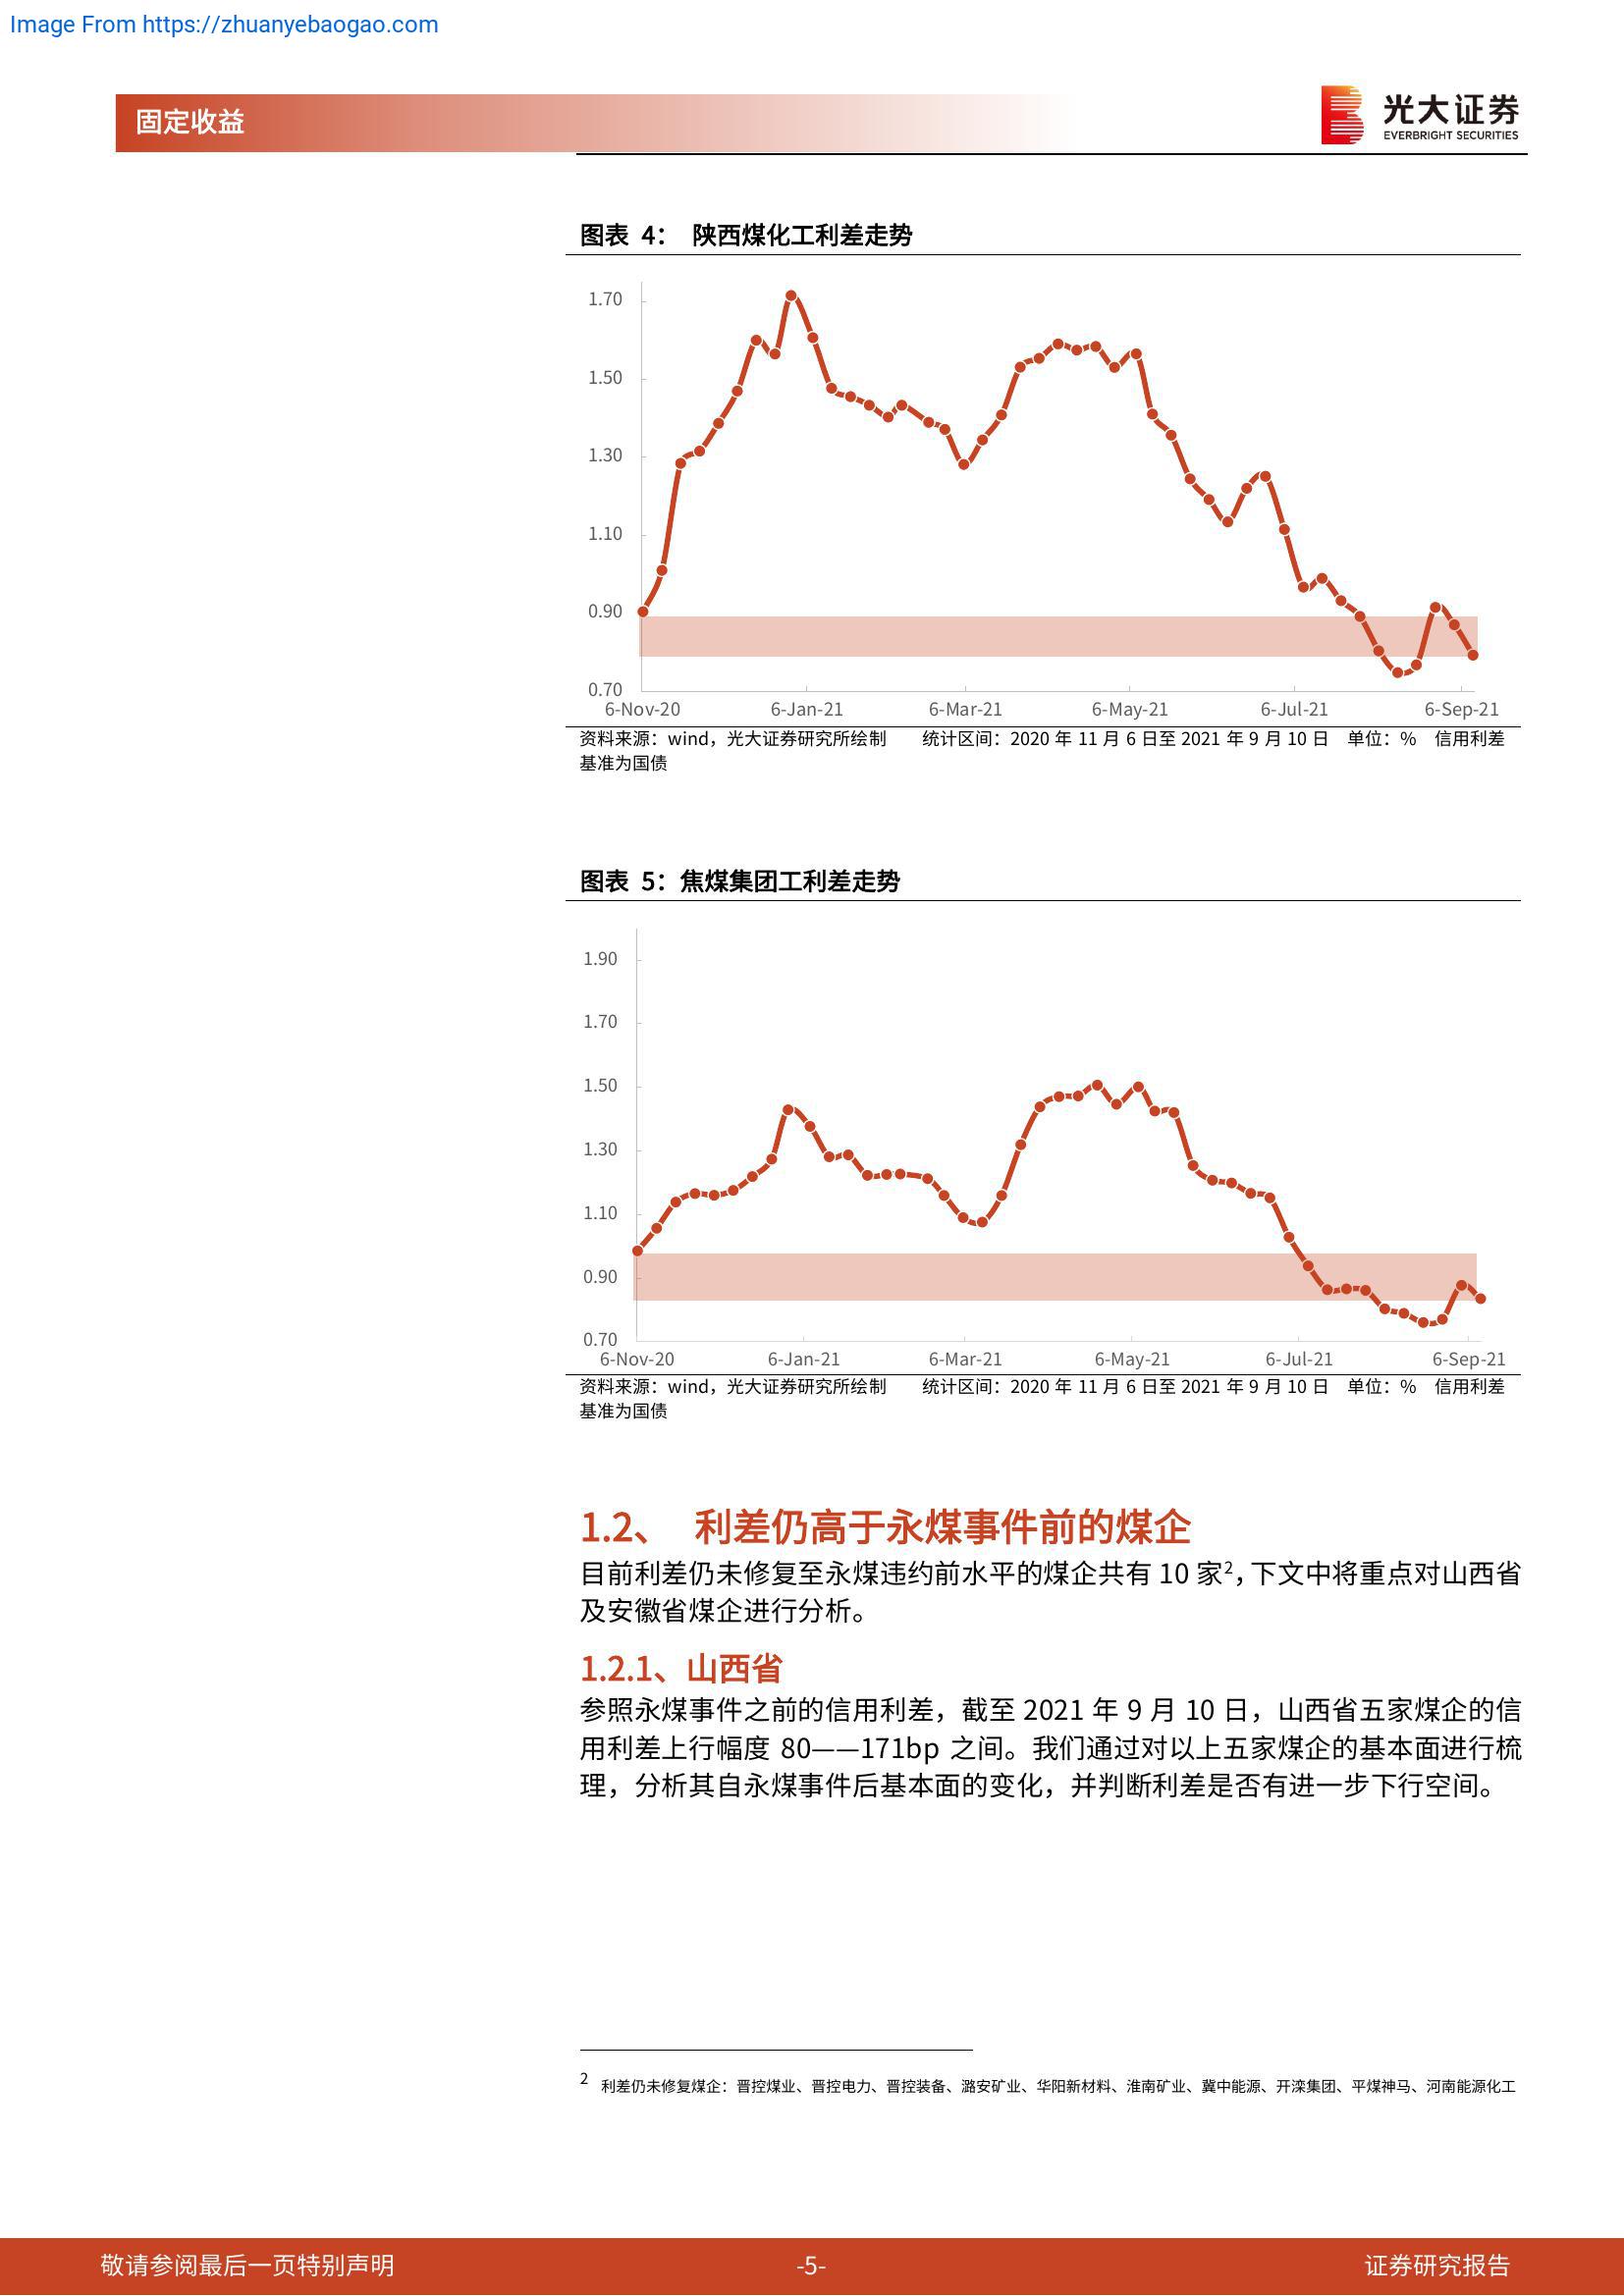 Image From https://zhuanyebaogao.com
固定收益
光大证券
EVERBRIGHT SECURITIES
图表 4： 陕西煤化工利差走势
1.70
1.50
1.30
1.10
0.90
0.70
6-Nov-20 6-Jan-21 6-Mar-21 6-May-21 6-Jul-21 6-Sep-21
资料来源：wind，光大证券研究所绘制 统计区间：2020 年 11 月 6 日至 2021 年 9 月 10 日 单位：% 信用利差
基准为国债
图表 5：焦煤集团工利差走势
1.90
1.70
1.50
1.30
1.10
0.90
0.70
6-Nov-20 6-Jan-21 6-Mar-21 6-May-21 6-Jul-21 6-Sep-21
资料来源：wind，光大证券研究所绘制 统计区间：2020 年 11 月 6 日至 2021 年 9 月 10 日 单位：% 信用利差
基准为国债
1.2、 利差仍高于永煤事件前的煤企
目前利差仍未修复至永煤违约前水平的煤企共有 10 家²，下文中将重点对山西省
及安徽省煤企进行分析。
1.2.1、山西省
参照永煤事件之前的信用利差，截至 2021 年 9 月 10 日，山西省五家煤企的信
用利差上行幅度 80——171bp 之间。我们通过对以上五家煤企的基本面进行梳
理，分析其自永煤事件后基本面的变化，并判断利差是否有进一步下行空间。
² 利差仍未修复煤企：晋控煤业、晋控电力、晋控装备、潞安矿业、华阳新材料、淮南矿业、冀中能源、开滦集团、平煤神马、河南能源化工
敬请参阅最后一页特别声明 -5- 证券研究报告